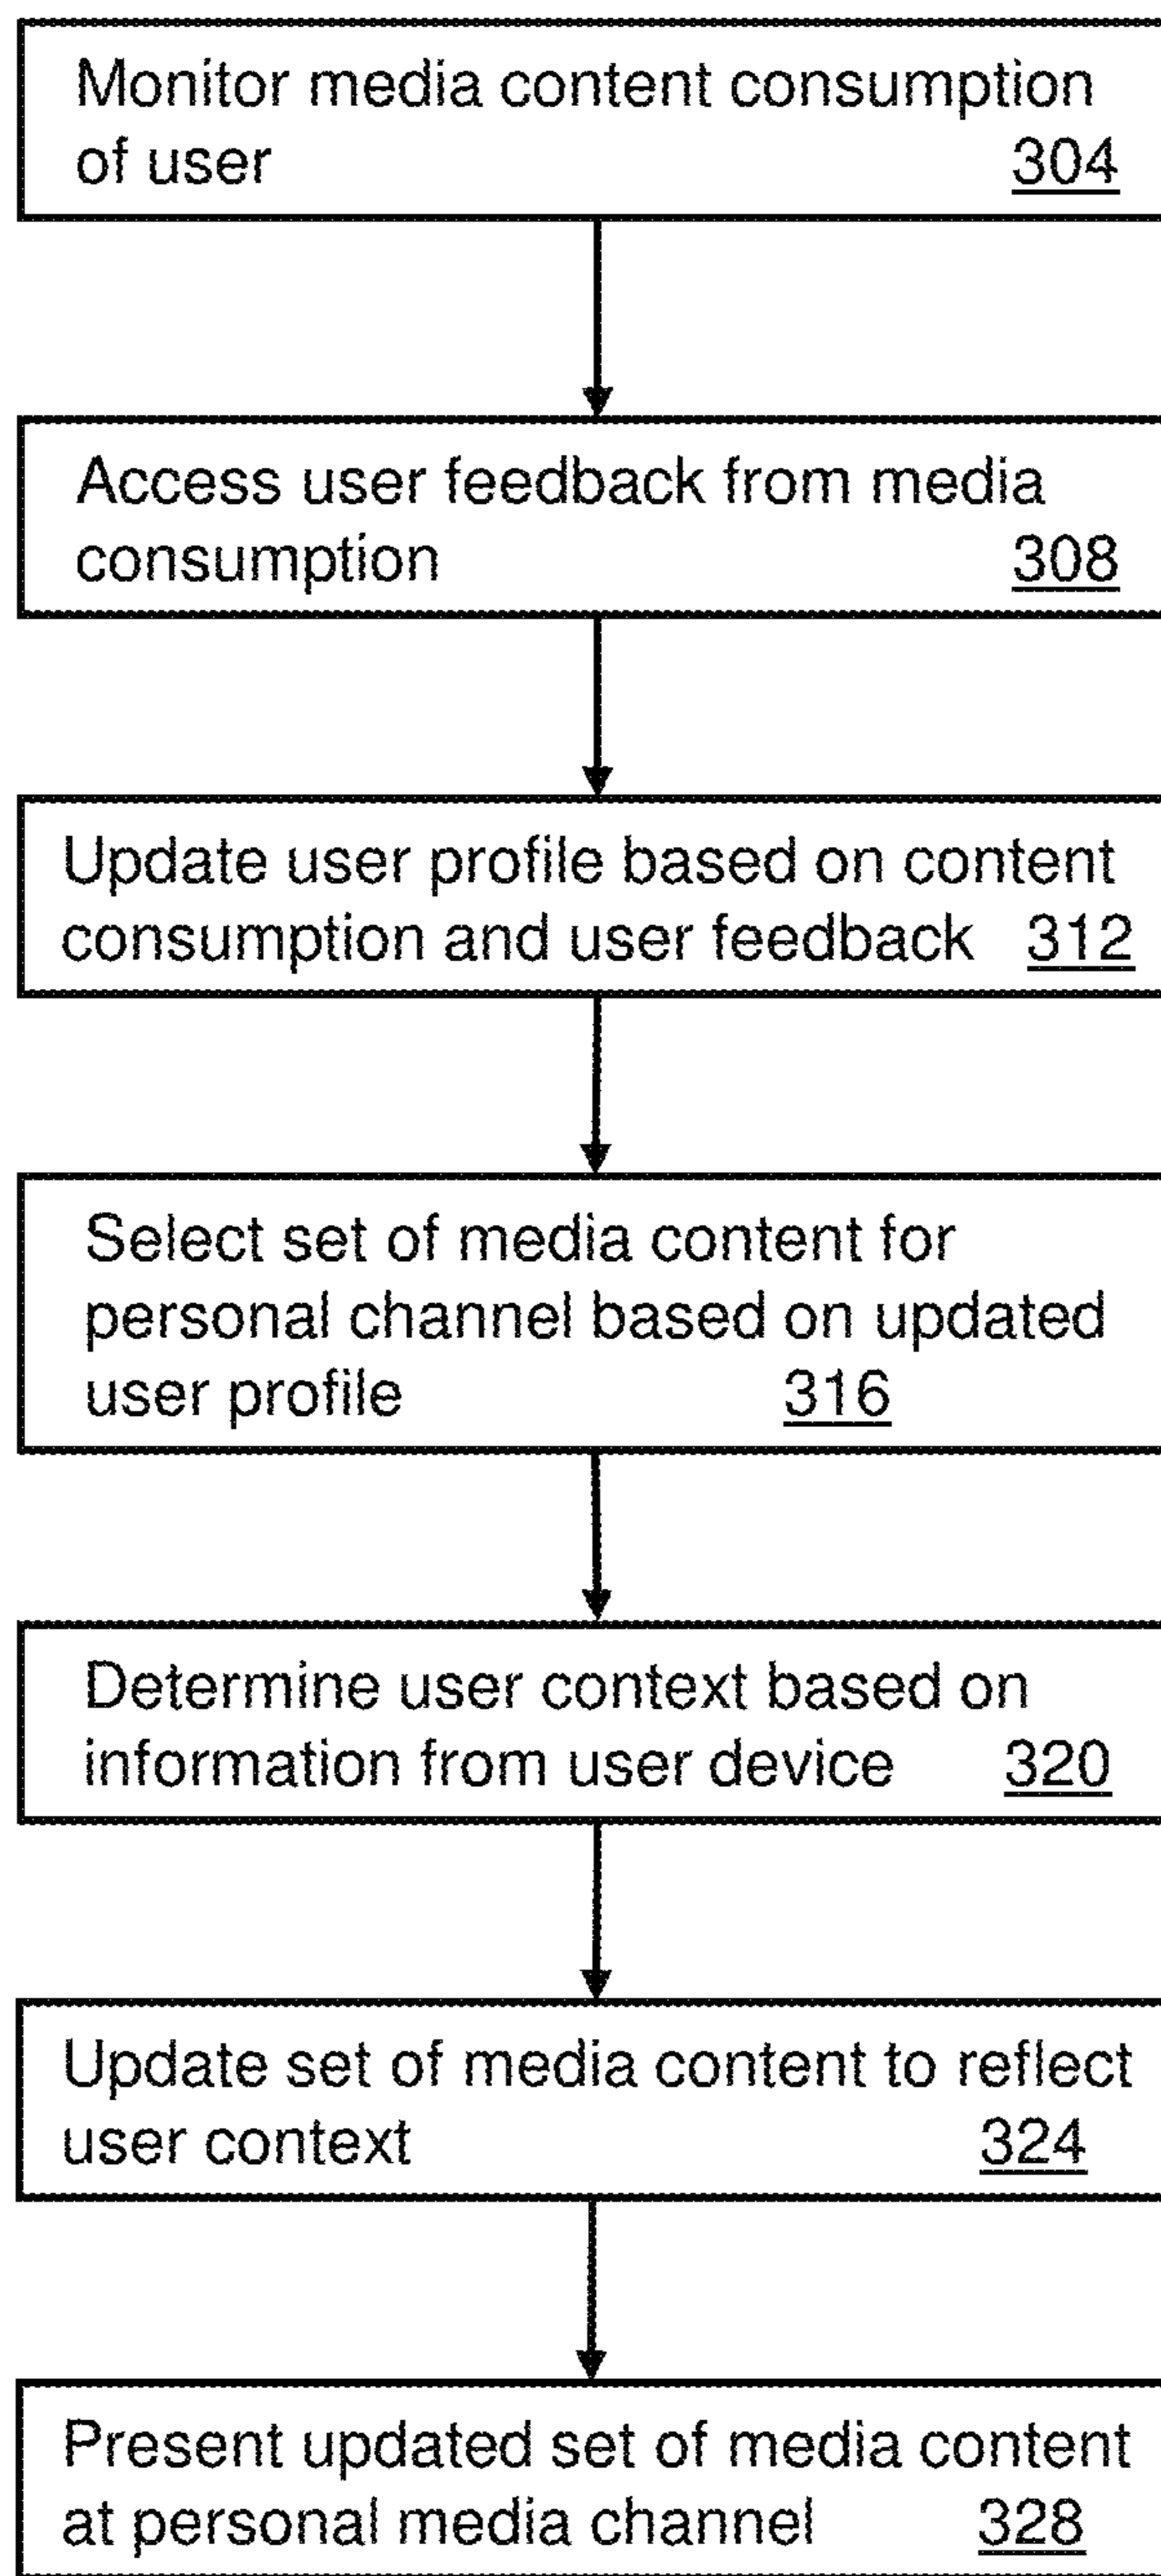 Monitor media content consumption
of user 304
Access user feedback from media
consumption 308
Update user profile based on content
consumption and user feedback 312
Select set of media content for
personal channel based on updated
user profile 316
Determine user context based on
information from user device 320
Update set of media content to reflect
user context 324
Present updated set of media content
at personal media channel 328